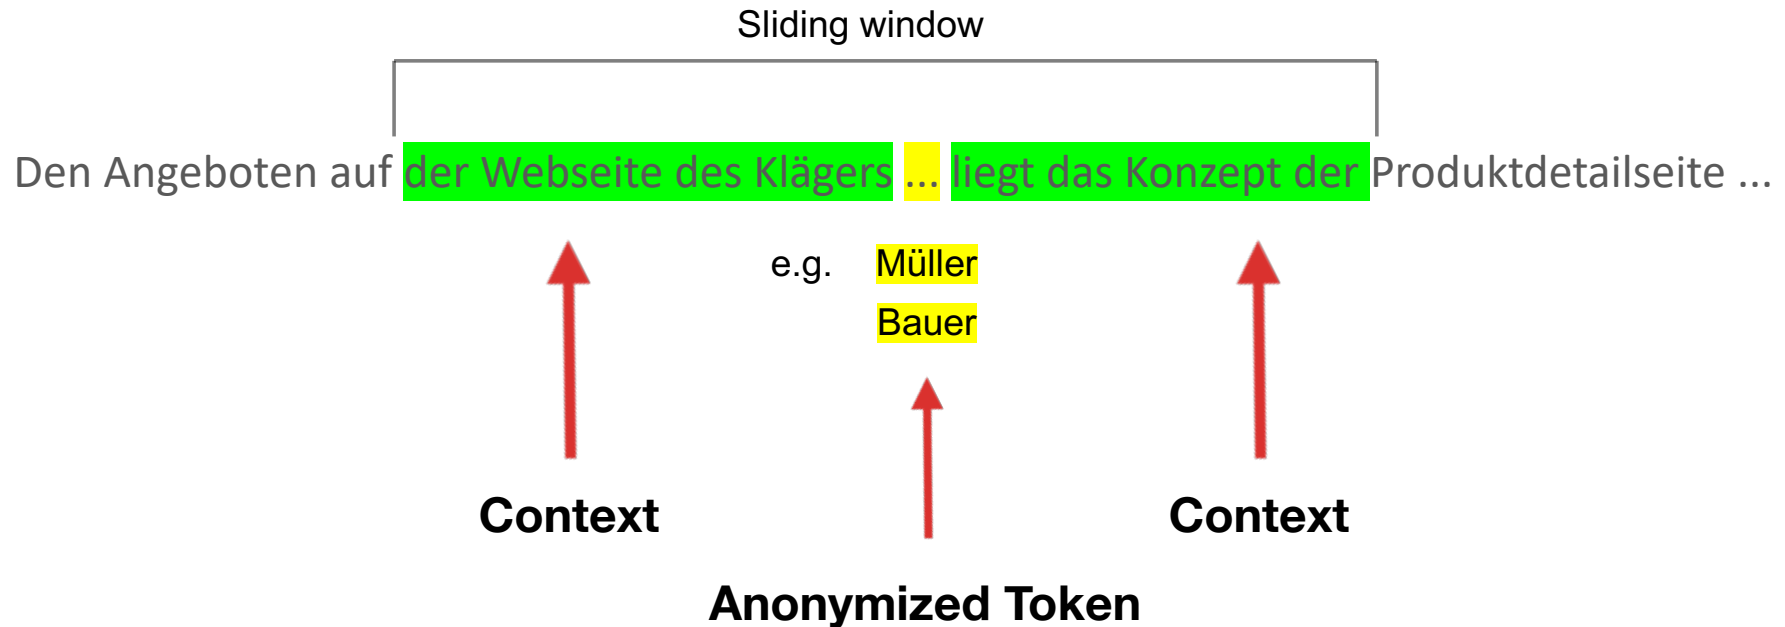 Sliding window
Den Angeboten auf der Webseite des Klägers ... liegt das Konzept der Produktdetailseite ...
e.g. Müller
Bauer
Context Context
Anonymized Token